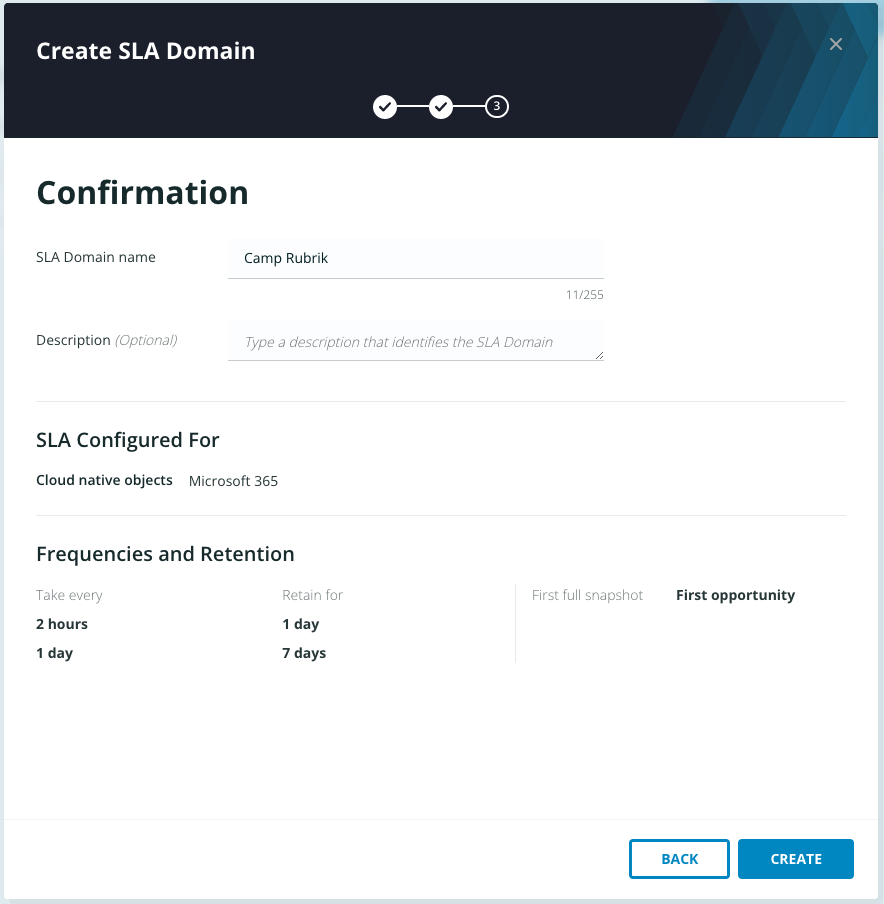 Create SLA Domain
3
Confirmation
SLA Domain name
Camp Rubrik
11/255
Description (Optional)
Type a description that identifies the SLA Domain
SLA Configured For
Cloud native objects Microsoft 365
Frequencies and Retention
Take every Retain for First full snapshot First opportunity
2 hours 1 day
1 day 7 days
BACK CREATE